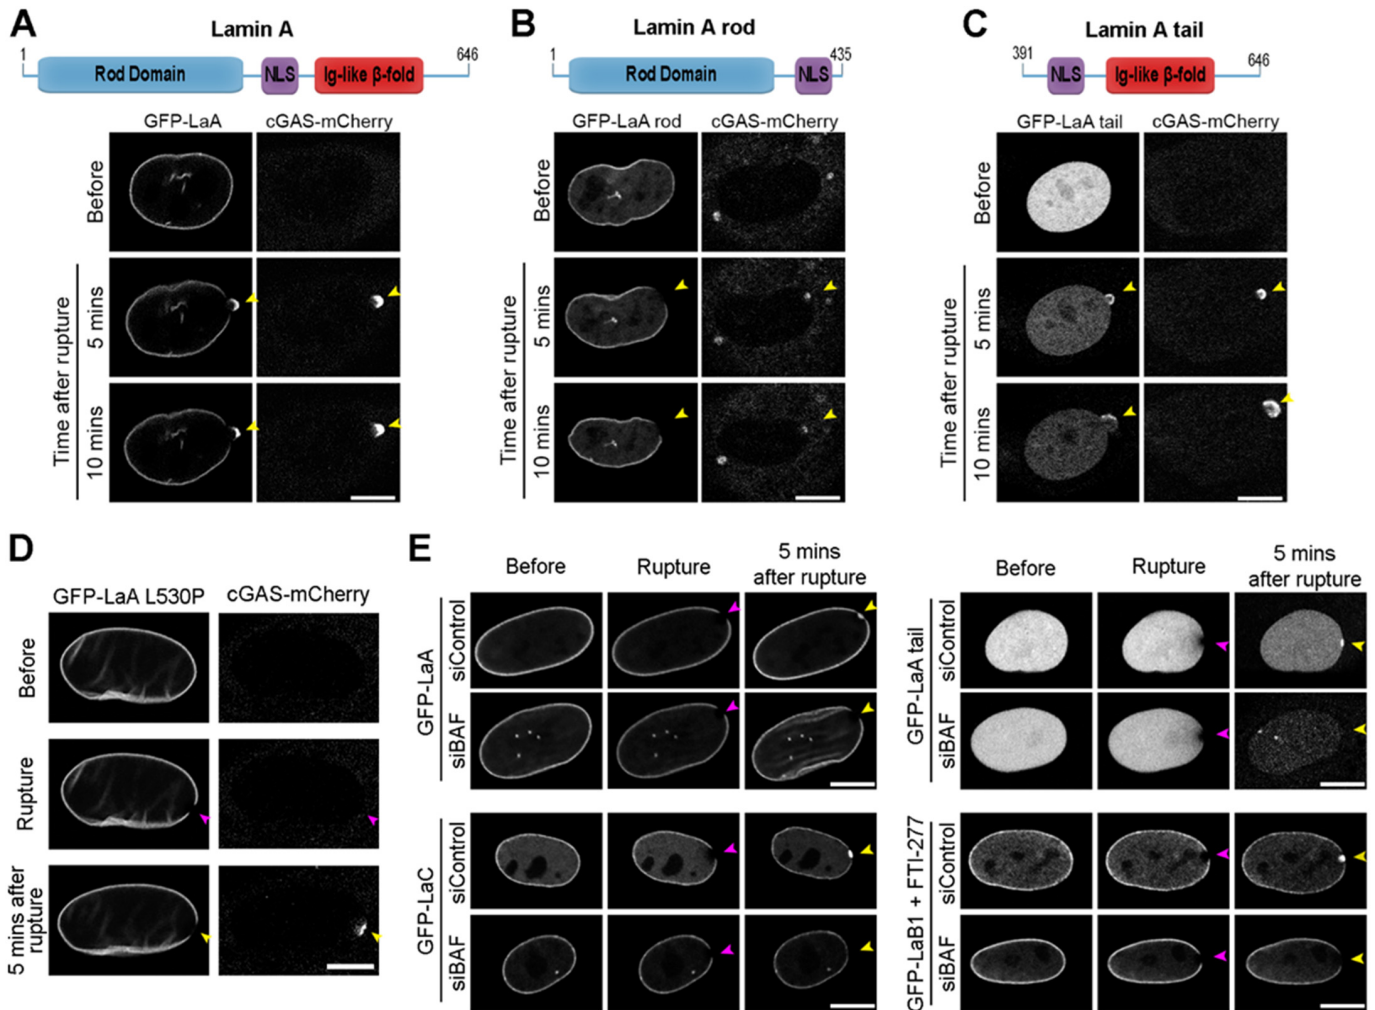 A
Lamin A
1
646
Rod Domain
NLS
Ig-like β-fold
GFP-LaA
cGAS-mCherry
Before
Time after rupture
5 mins
10 mins
B
Lamin A rod
1
435
Rod Domain
NLS
GFP-LaA rod
cGAS-mCherry
Before
Time after rupture
5 mins
10 mins
C
Lamin A tail
391
646
NLS
Ig-like β-fold
GFP-LaA tail
cGAS-mCherry
Before
Time after rupture
5 mins
10 mins
D
GFP-LaA L530P
cGAS-mCherry
Before
Rupture
5 mins after
rupture
E
Before
Rupture
5 mins
after rupture
GFP-LaA
siControl
siBAF
GFP-LaC
siControl
siBAF
Before
Rupture
5 mins
after rupture
GFP-LaA tail
siControl
siBAF
GFP-LaB1 + FTI-277
siControl
siBAF